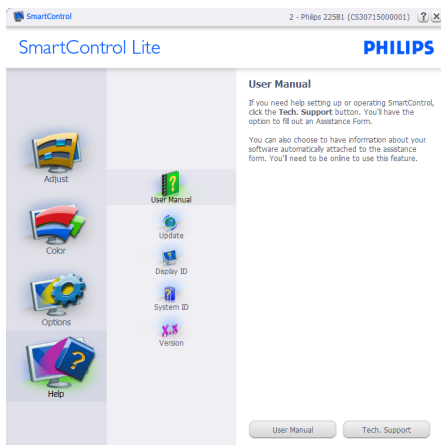 SmartControl
2 - Philips 225B1 (CS30715000001)
SmartControl Lite
PHILIPS
User Manual
If you need help setting up or operating SmartControl,
click the Tech. Support button. You'll have the
option to fill out an Assistance Form.
You can also choose to have information about your
software automatically attached to the assistance
form. You'll need to be online to use this feature.
Adjust
Color
Options
Help
User Manual
Update
Display ID
System ID
X.X
Version
User Manual
Tech. Support